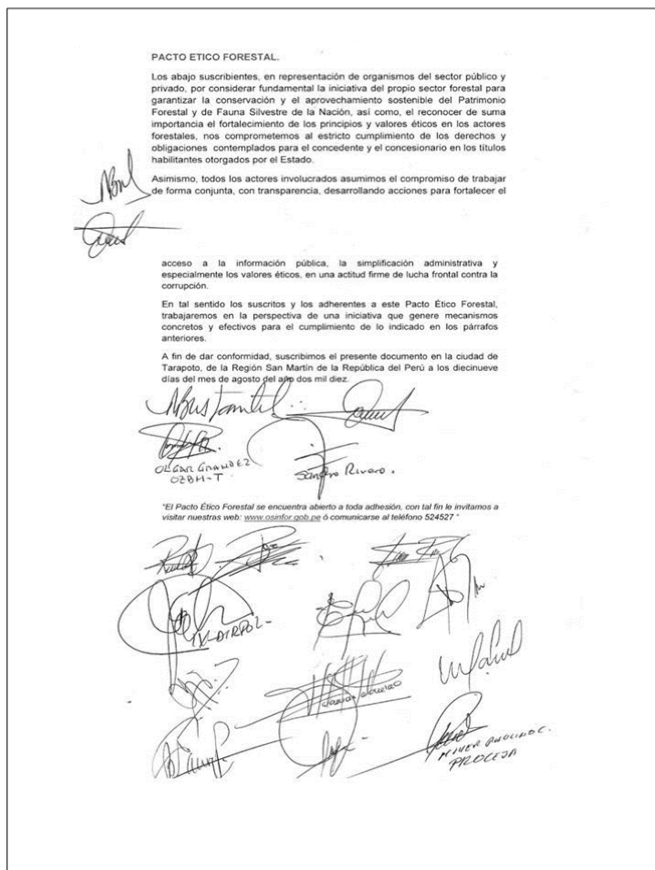 PACTO ETICO FORESTAL.
Los abajo suscribientes, en representación de organismos del sector público y
privado, por considerar fundamental la iniciativa del propio sector forestal para
garantizar la conservación y el aprovechamiento sostenible del Patrimonio
Forestal y de Fauna Silvestre de la Nación, así como, el reconocer de suma
importancia el fortalecimiento de los principios y valores éticos en los actores
forestales, nos comprometemos al estricto cumplimiento de los derechos y
obligaciones contemplados para el concedente y el concesionario en los títulos
habilitantes otorgados por el Estado.
Asimismo, todos los actores involucrados asumimos el compromiso de trabajar
de forma conjunta, con transparencia, desarrollando acciones para fortalecer el
acceso a la información pública, la simplificación administrativa y
especialmente los valores éticos, en una actitud firme de lucha frontal contra la
corrupción.
En tal sentido los suscritos y los adherentes a este Pacto Ético Forestal,
trabajaremos en la perspectiva de una iniciativa que genere mecanismos
concretos y efectivos para el cumplimiento de lo indicado en los párrafos
anteriores.
A fin de dar conformidad, suscribimos el presente documento en la ciudad de
Tarapoto, de la Región San Martín de la República del Perú a los diecinueve
días del mes de agosto del año dos mil diez.
OLGAR GRANDEZ
OZBM-T
Sandro Rivero.
"El Pacto Ético Forestal se encuentra abierto a toda adhesión, con tal fin le invitamos a
visitar nuestras web: www.osinfor.gob.pe ó comunicarse al teléfono 524527 "
IV-DIRPOL-
PROCEJA